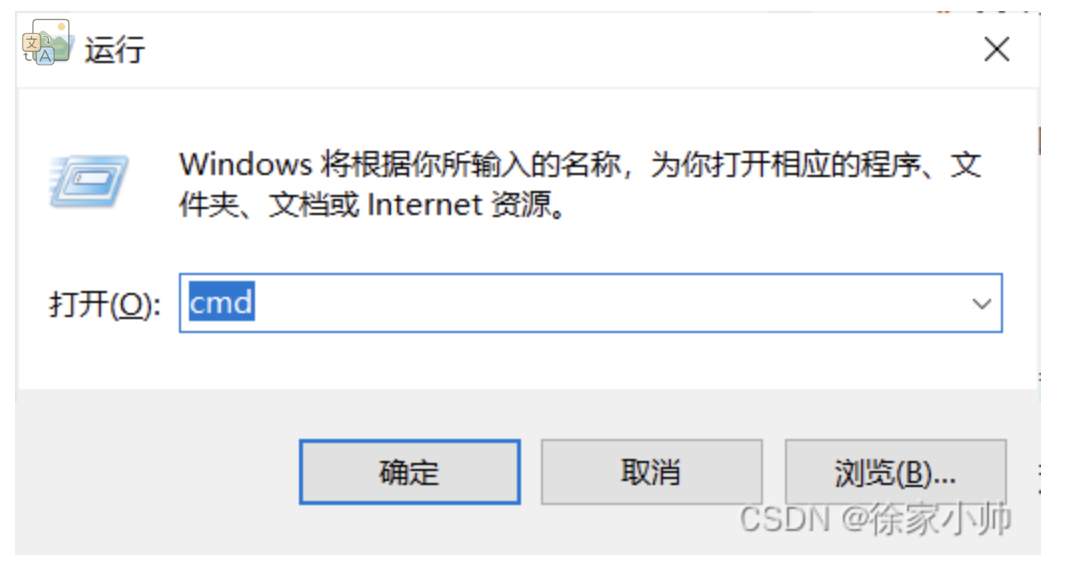 运行
Windows 将根据你所输入的名称，为你打开相应的程序、文
件夹、文档或 Internet 资源。
打开(O): cmd
确定 取消 浏览(B)...
CSDN @徐家小帅